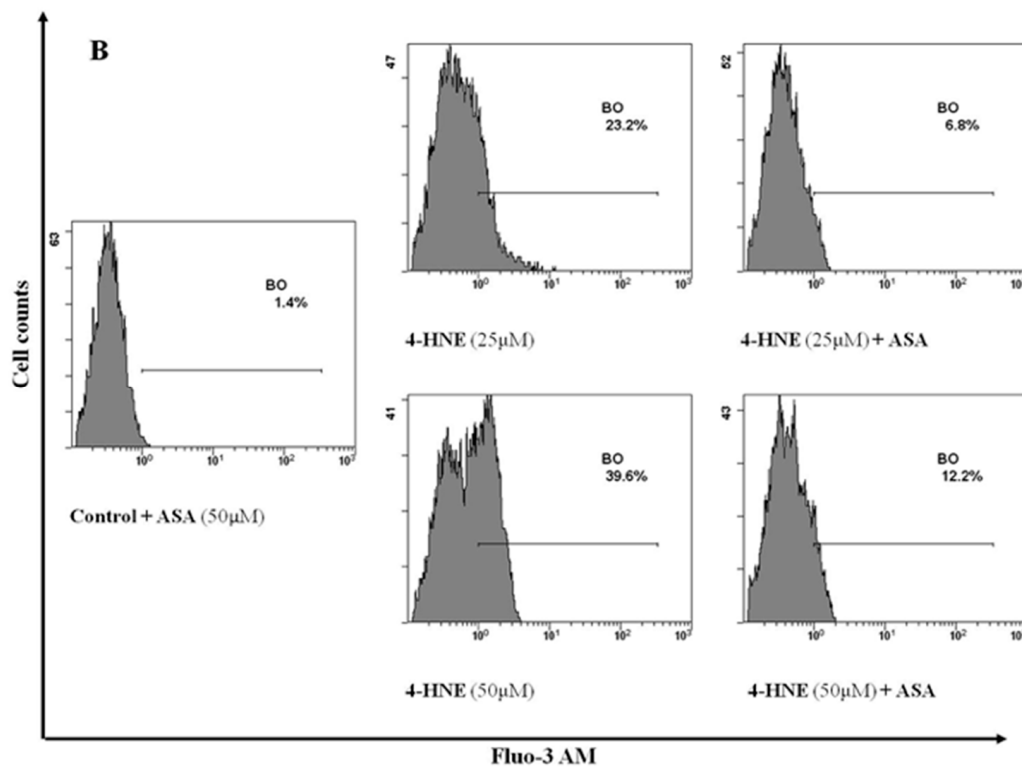 B
Cell counts
63
BO
1.4%
10⁰ 10¹ 10² 10³
Control + ASA (50µM)
47
BO
23.2%
10⁰ 10¹ 10² 10³
4-HNE (25µM)
52
BO
6.8%
10⁰ 10¹ 10²
4-HNE (25µM) + ASA
41
BO
39.6%
10⁰ 10¹ 10² 10³
4-HNE (50µM)
43
BO
12.2%
10⁰ 10¹ 10²
4-HNE (50µM) + ASA
Fluo-3 AM